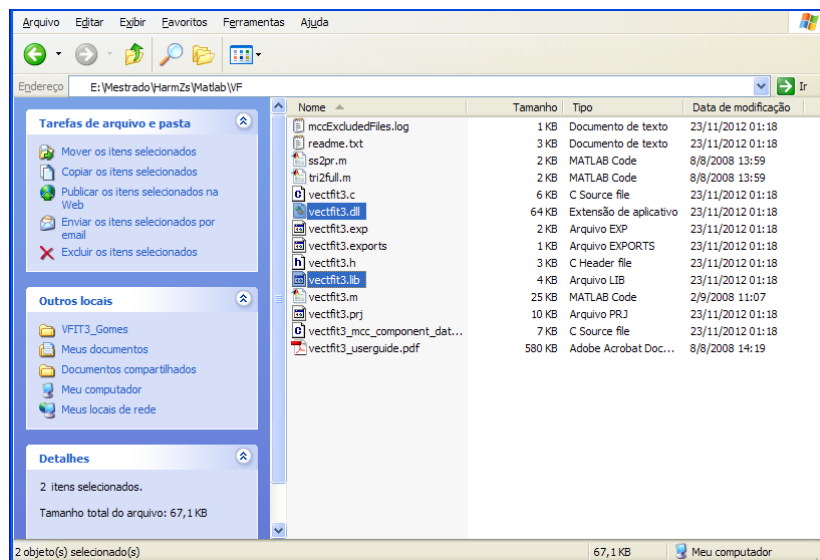 Arquivo Editar Exibir Favoritos Ferramentas Ajuda
Endereço E:\Mestrado\HarmZs\Matlab\VF Ir
Tarefas de arquivo e pasta
Mover os itens selecionados
Copiar os itens selecionados
Publicar os itens selecionados na
Web
Enviar os itens selecionados por
email
Excluir os itens selecionados
Outros locais
VFIT3_Gomes
Meus documentos
Documentos compartilhados
Meu computador
Meus locais de rede
Detalhes
2 itens selecionados.
Tamanho total do arquivo: 67,1 KB
Nome Tamanho Tipo Data de modificação
mccExcludedFiles.log 1 KB Documento de texto 23/11/2012 01:18
readme.txt 3 KB Documento de texto 23/11/2012 01:18
ss2pr.m 2 KB MATLAB Code 8/8/2008 13:59
tri2full.m 2 KB MATLAB Code 8/8/2008 13:59
vectfit3.c 6 KB C Source file 23/11/2012 01:18
vectfit3.dll 64 KB Extensão de aplicativo 23/11/2012 01:18
vectfit3.exp 2 KB Arquivo EXP 23/11/2012 01:18
vectfit3.exports 1 KB Arquivo EXPORTS 23/11/2012 01:18
vectfit3.h 3 KB C Header file 23/11/2012 01:18
vectfit3.lib 4 KB Arquivo LIB 23/11/2012 01:18
vectfit3.m 25 KB MATLAB Code 2/9/2008 11:07
vectfit3.prj 10 KB Arquivo PRJ 23/11/2012 01:18
vectfit3_mcc_component_dat... 7 KB C Source file 23/11/2012 01:18
vectfit3_userguide.pdf 580 KB Adobe Acrobat Doc... 8/8/2008 14:19
2 objeto(s) selecionado(s) 67,1 KB Meu computador